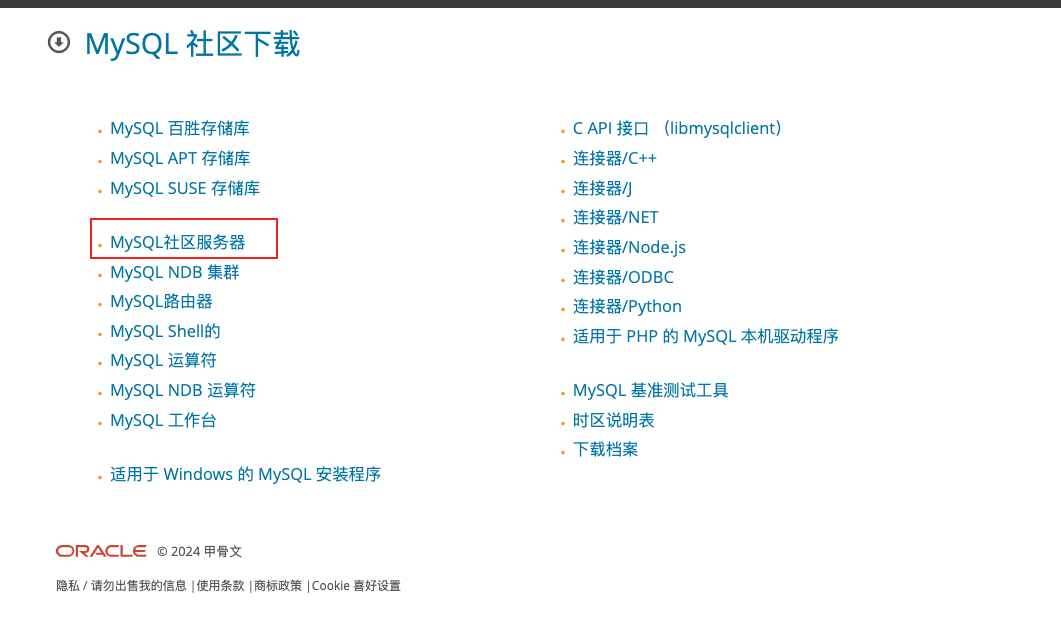 MySQL 社区下载
MySQL 百胜存储库
MySQL APT 存储库
MySQL SUSE 存储库
MySQL社区服务器
MySQL NDB 集群
MySQL路由器
MySQL Shell的
MySQL 运算符
MySQL NDB 运算符
MySQL 工作台
适用于 Windows 的 MySQL 安装程序
C API 接口 （libmysqlclient）
连接器/C++
连接器/J
连接器/NET
连接器/Node.js
连接器/ODBC
连接器/Python
适用于 PHP 的 MySQL 本机驱动程序
MySQL 基准测试工具
时区说明表
下载档案
ORACLE © 2024 甲骨文
隐私 / 请勿出售我的信息 |使用条款 |商标政策 |Cookie 喜好设置